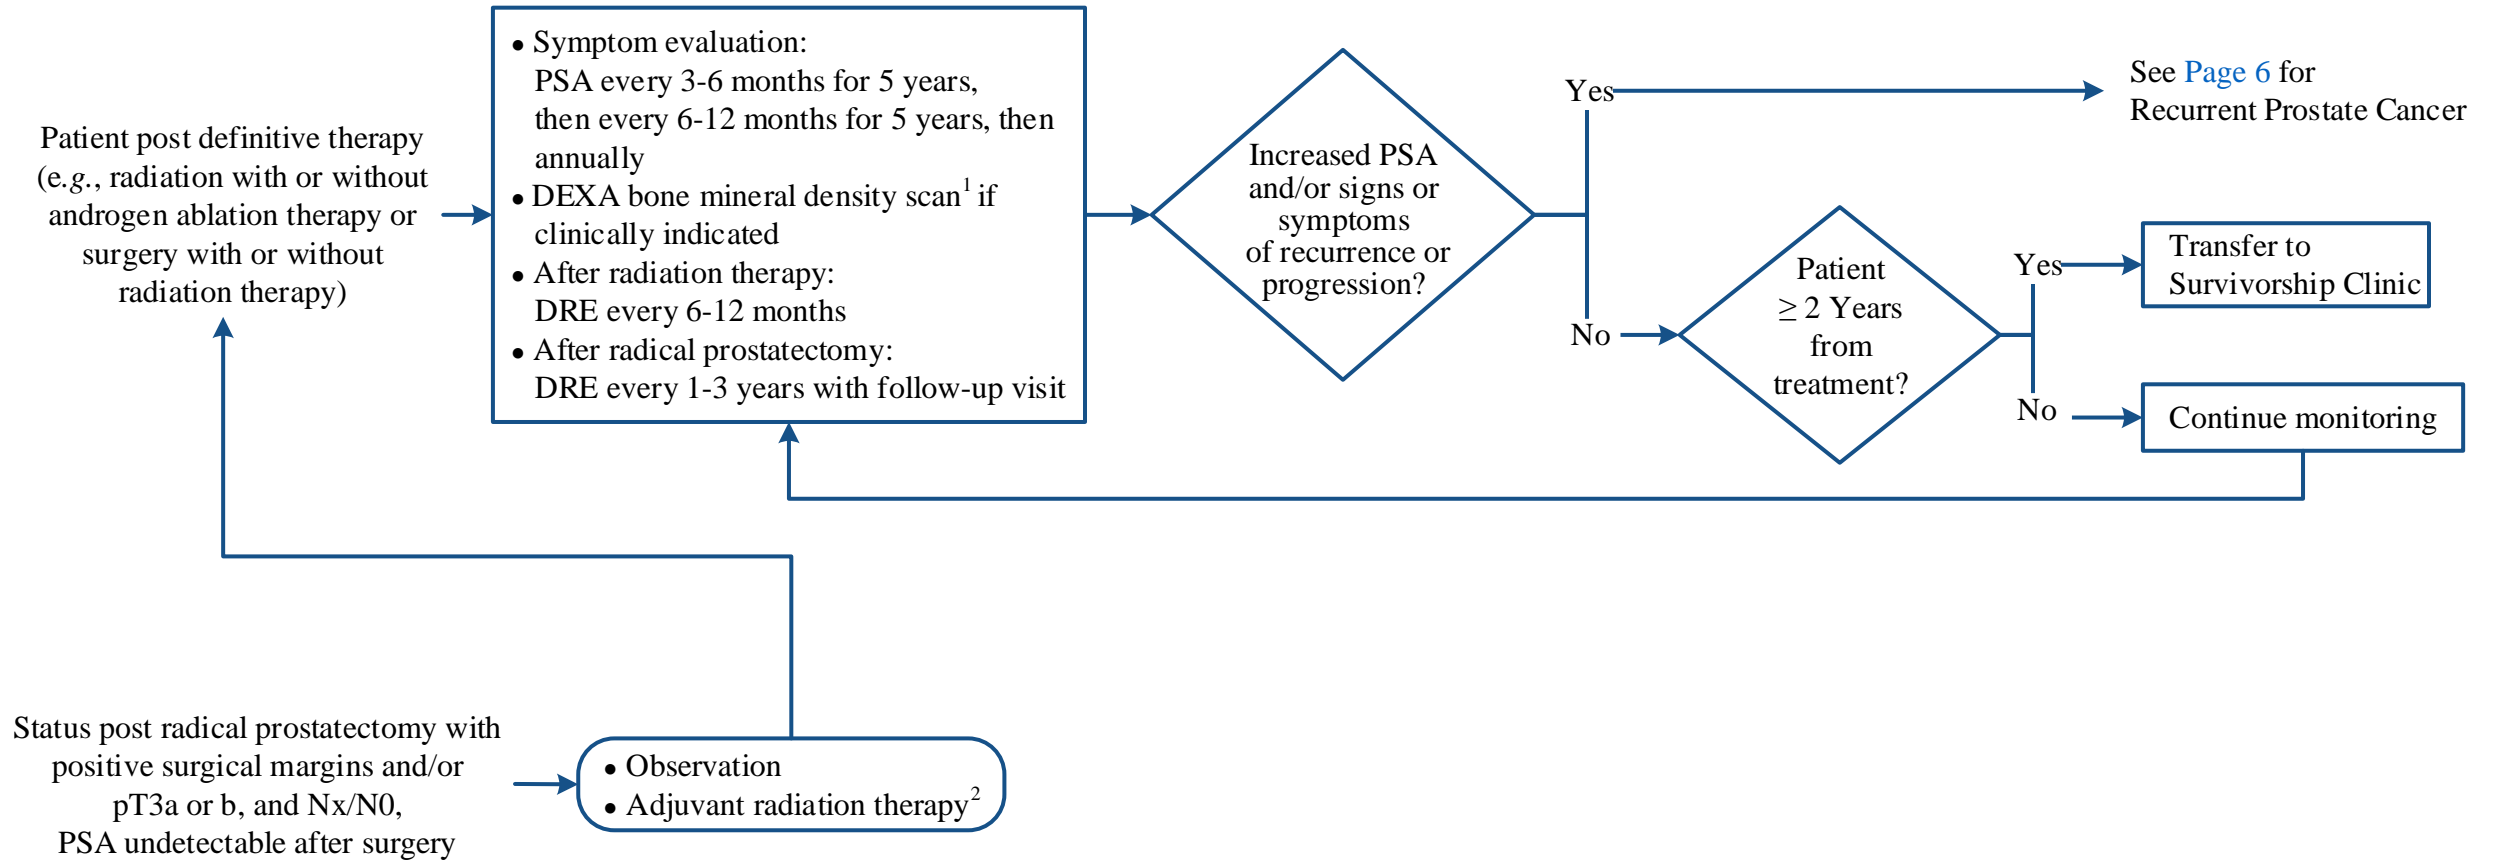 Patient post definitive therapy
(e.g., radiation with or without
androgen ablation therapy or
surgery with or without
radiation therapy)
● Symptom evaluation:
PSA every 3-6 months for 5 years,
then every 6-12 months for 5 years, then
annually
● DEXA bone mineral density scan¹ if
clinically indicated
● After radiation therapy:
DRE every 6-12 months
● After radical prostatectomy:
DRE every 1-3 years with follow-up visit
Increased PSA
and/or signs or
symptoms
of recurrence or
progression?
Yes
See Page 6 for
Recurrent Prostate Cancer
No
Patient
≥ 2 Years
from
treatment?
Yes
Transfer to
Survivorship Clinic
No
Continue monitoring
Status post radical prostatectomy with
positive surgical margins and/or
pT3a or b, and Nx/N0,
PSA undetectable after surgery
● Observation
● Adjuvant radiation therapy²